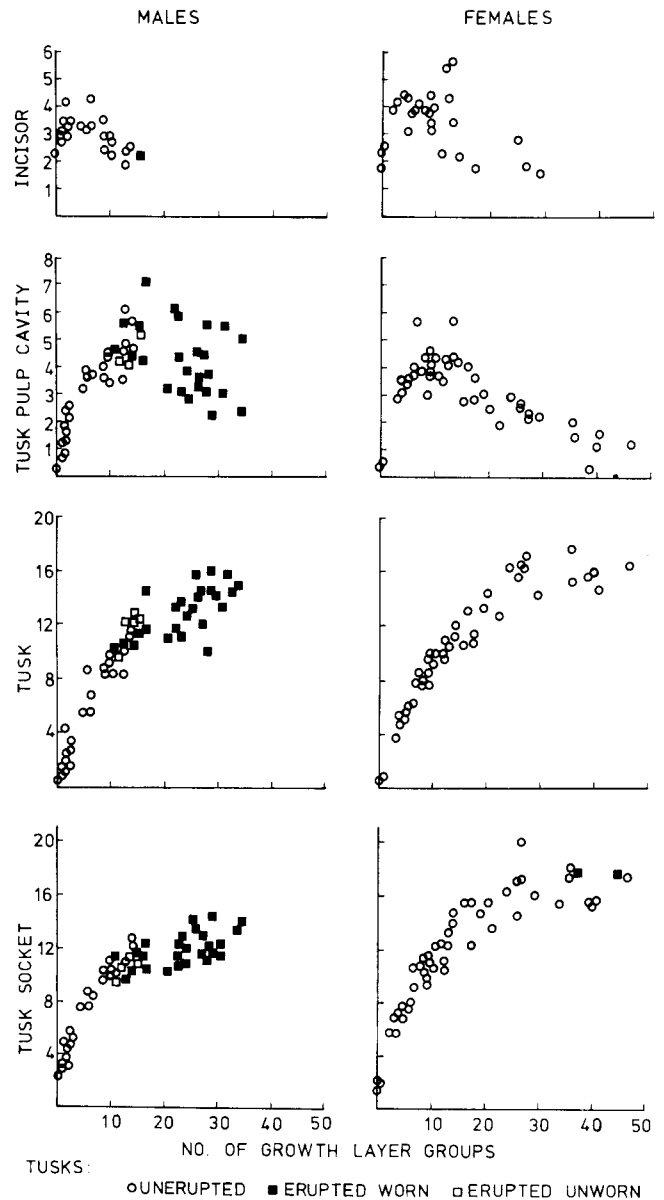 MALES
FEMALES
INCISOR
6
5
4
3
2
1
TUSK PULP CAVITY
8
7
6
5
4
3
2
1
TUSK
20
16
12
8
4
TUSK SOCKET
20
16
12
8
4
10 20 30 40 50
10 20 30 40 50
NO. OF GROWTH LAYER GROUPS
TUSKS:
UNERUPTED ERUPTED WORN ERUPTED UNWORN